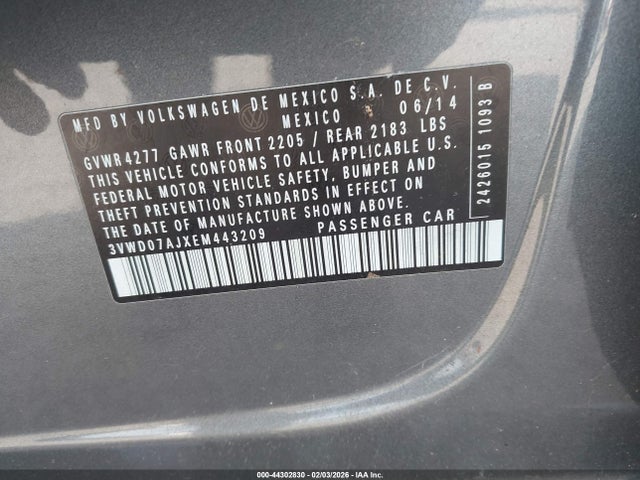 MFD BY VOLKSWAGEN DE MEXICO S.A. DE C.V.
MEXICO 06/14
GVWR 4277 GAWR FRONT 2205 / REAR 2183 LBS
THIS VEHICLE CONFORMS TO ALL APPLICABLE U.S.
FEDERAL MOTOR VEHICLE SAFETY, BUMPER AND
THEFT PREVENTION STANDARDS IN EFFECT ON
THE DATE OF MANUFACTURE SHOWN ABOVE.
3VWD07AJXEM443209 PASSENGER CAR
2426015 1093 B
000-44302830 - 02/03/2026 - IAA Inc.